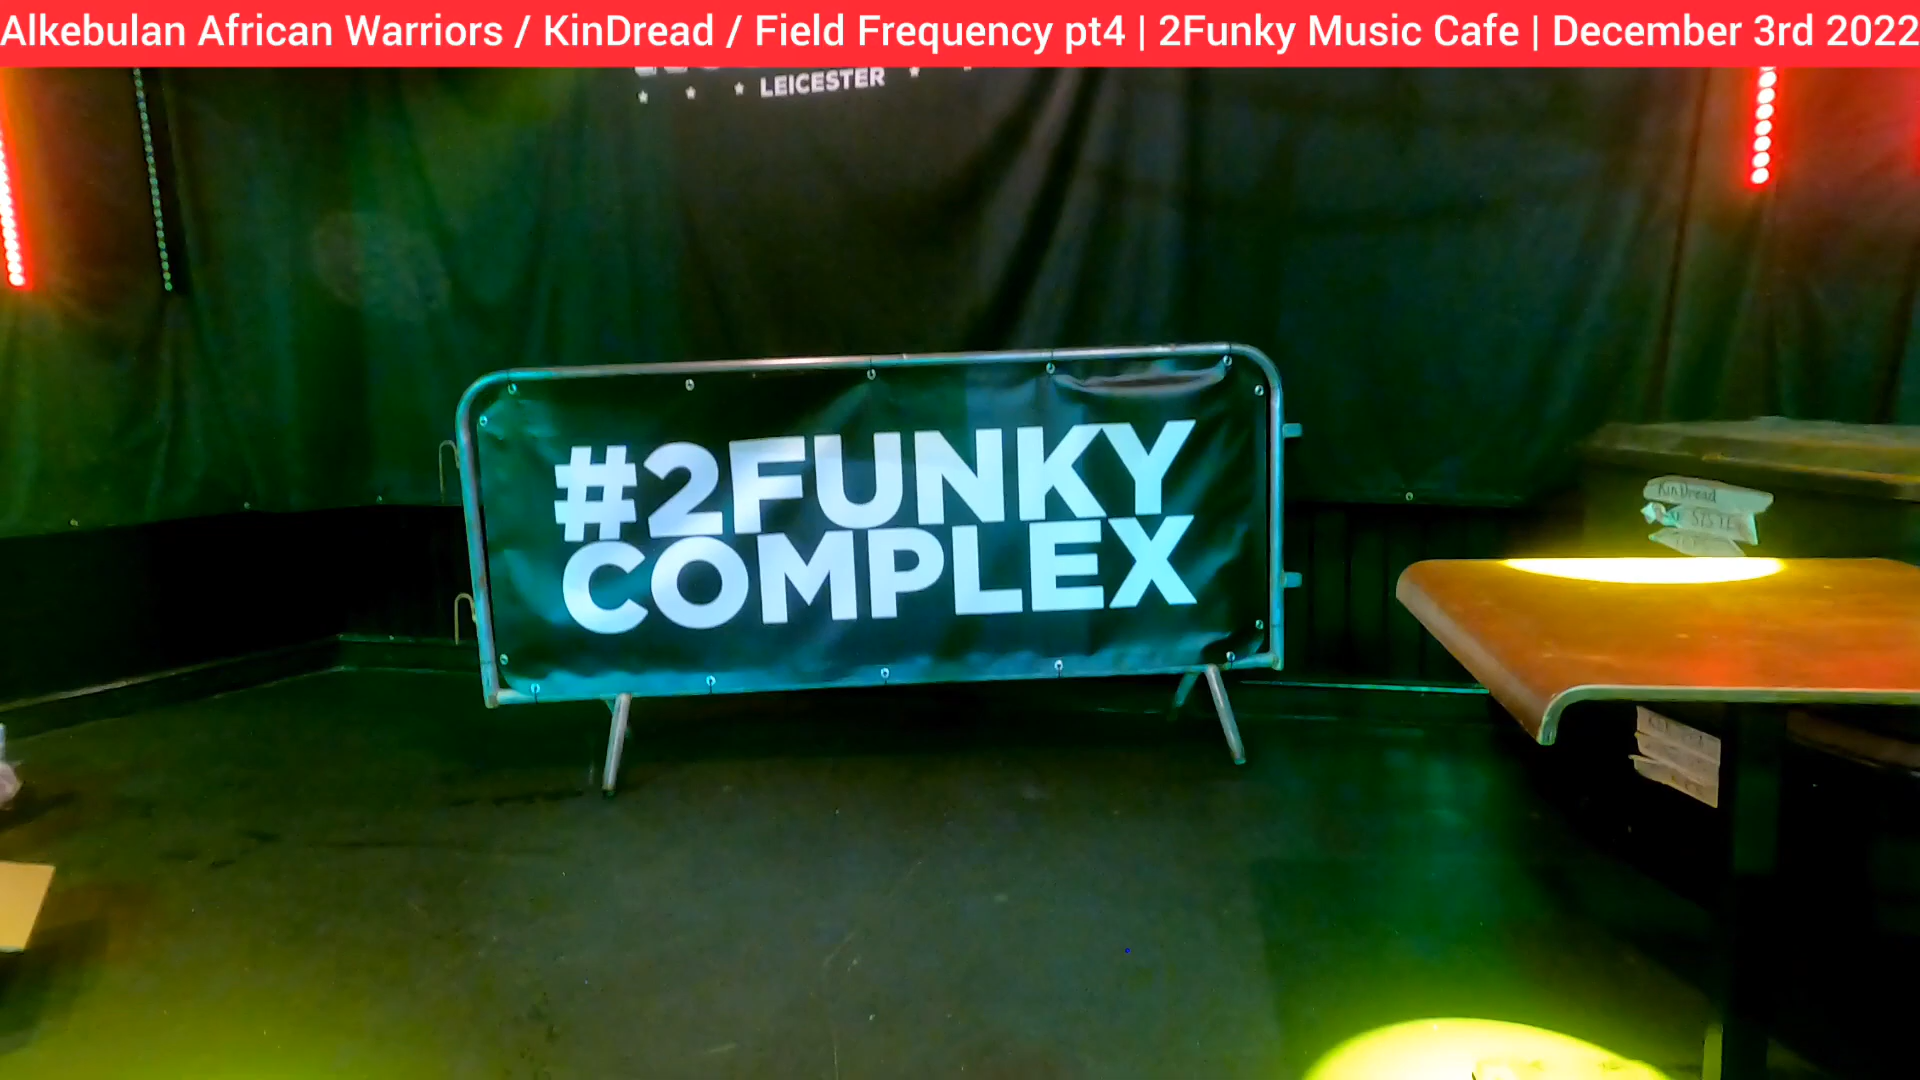 Alkebulan African Warriors / KinDread / Field Frequency pt4 | 2Funky Music Cafe | December 3rd 2022
LEICESTER
#2FUNKY
COMPLEX
KinDread